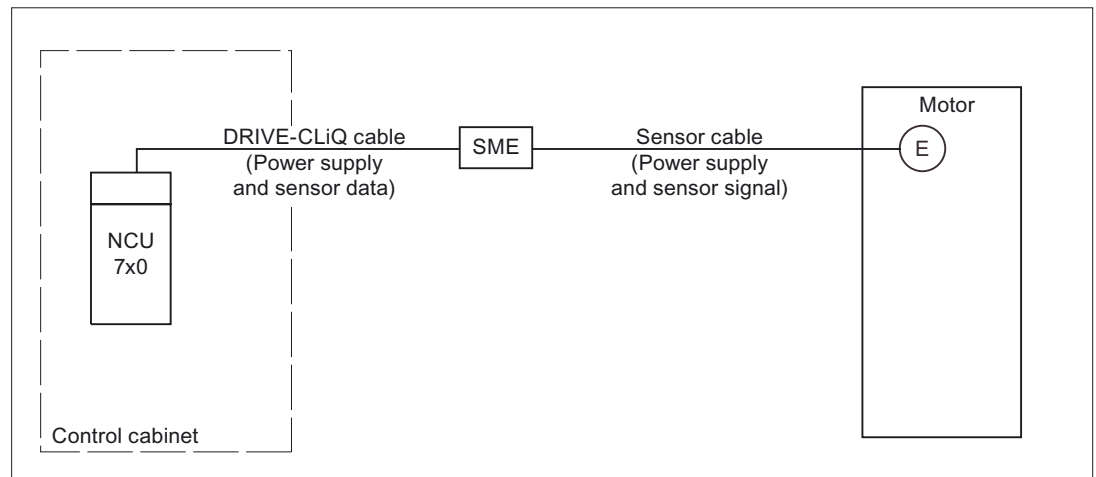 Motor
DRIVE-CLiQ cable
(Power supply
and sensor data)
SME
Sensor cable
(Power supply
and sensor signal)
E
NCU
7x0
Control cabinet